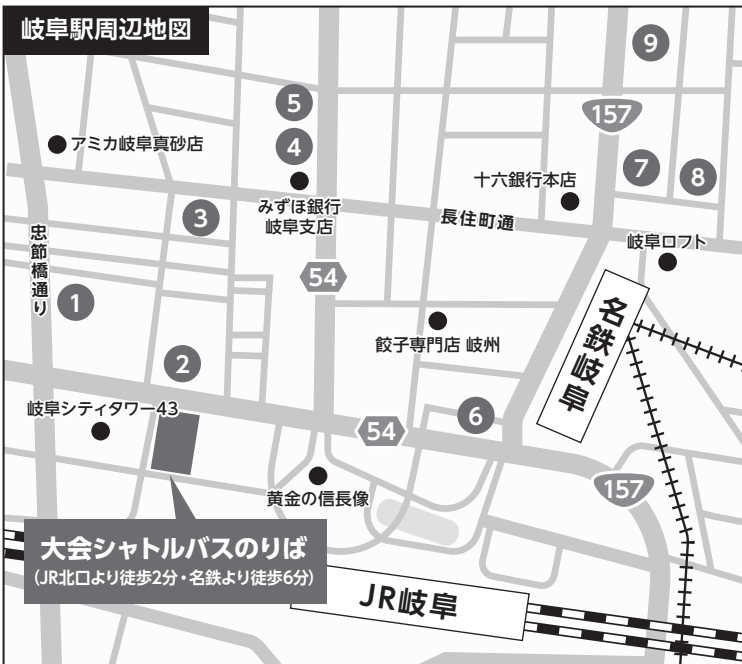 岐阜駅周辺地図
9
5
157
4
アミカ岐阜真砂店
7
8
十六銀行本店
みずほ銀行
岐阜支店
3
長住町通
岐阜ロフト
忠節橋通り
54
1
名鉄岐阜
餃子専門店 岐州
2
岐阜シティタワー43
6
54
157
黄金の信長像
大会シャトルバスのりば
(JR北口より徒歩2分・名鉄より徒歩6分)
JR岐阜